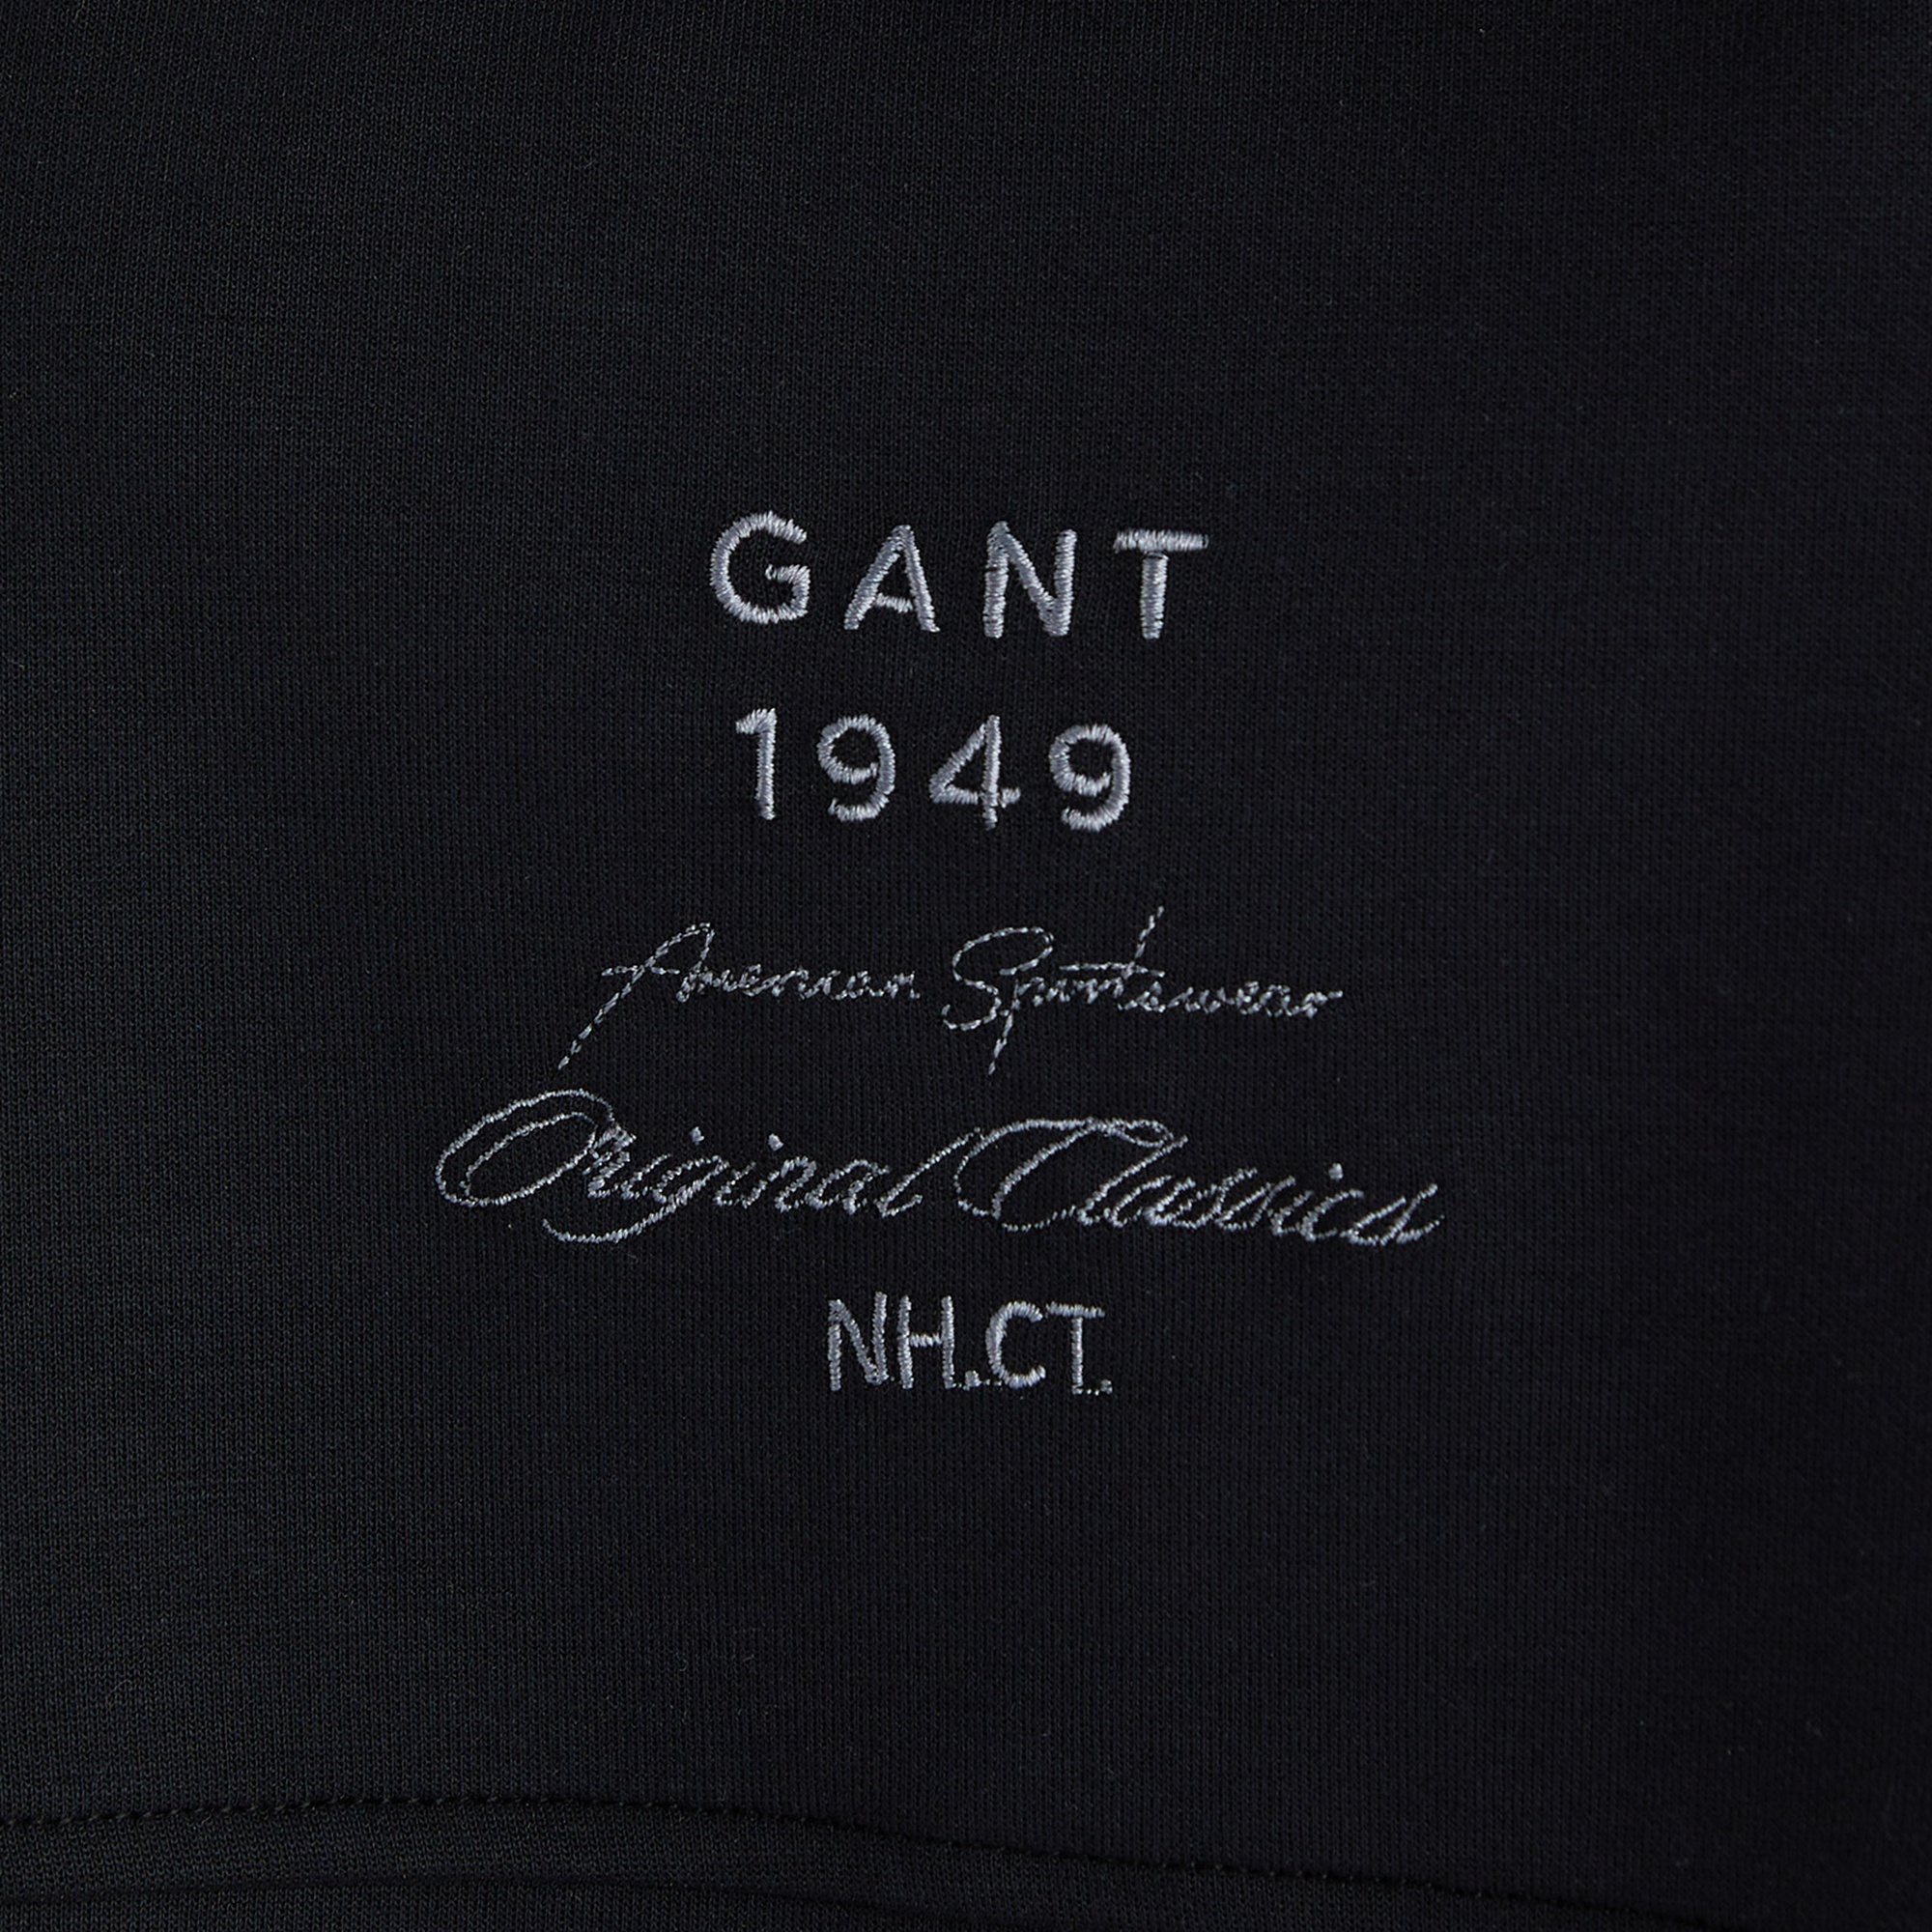 GANT
1949
American Sportswear
Original Classics
NH.CT.